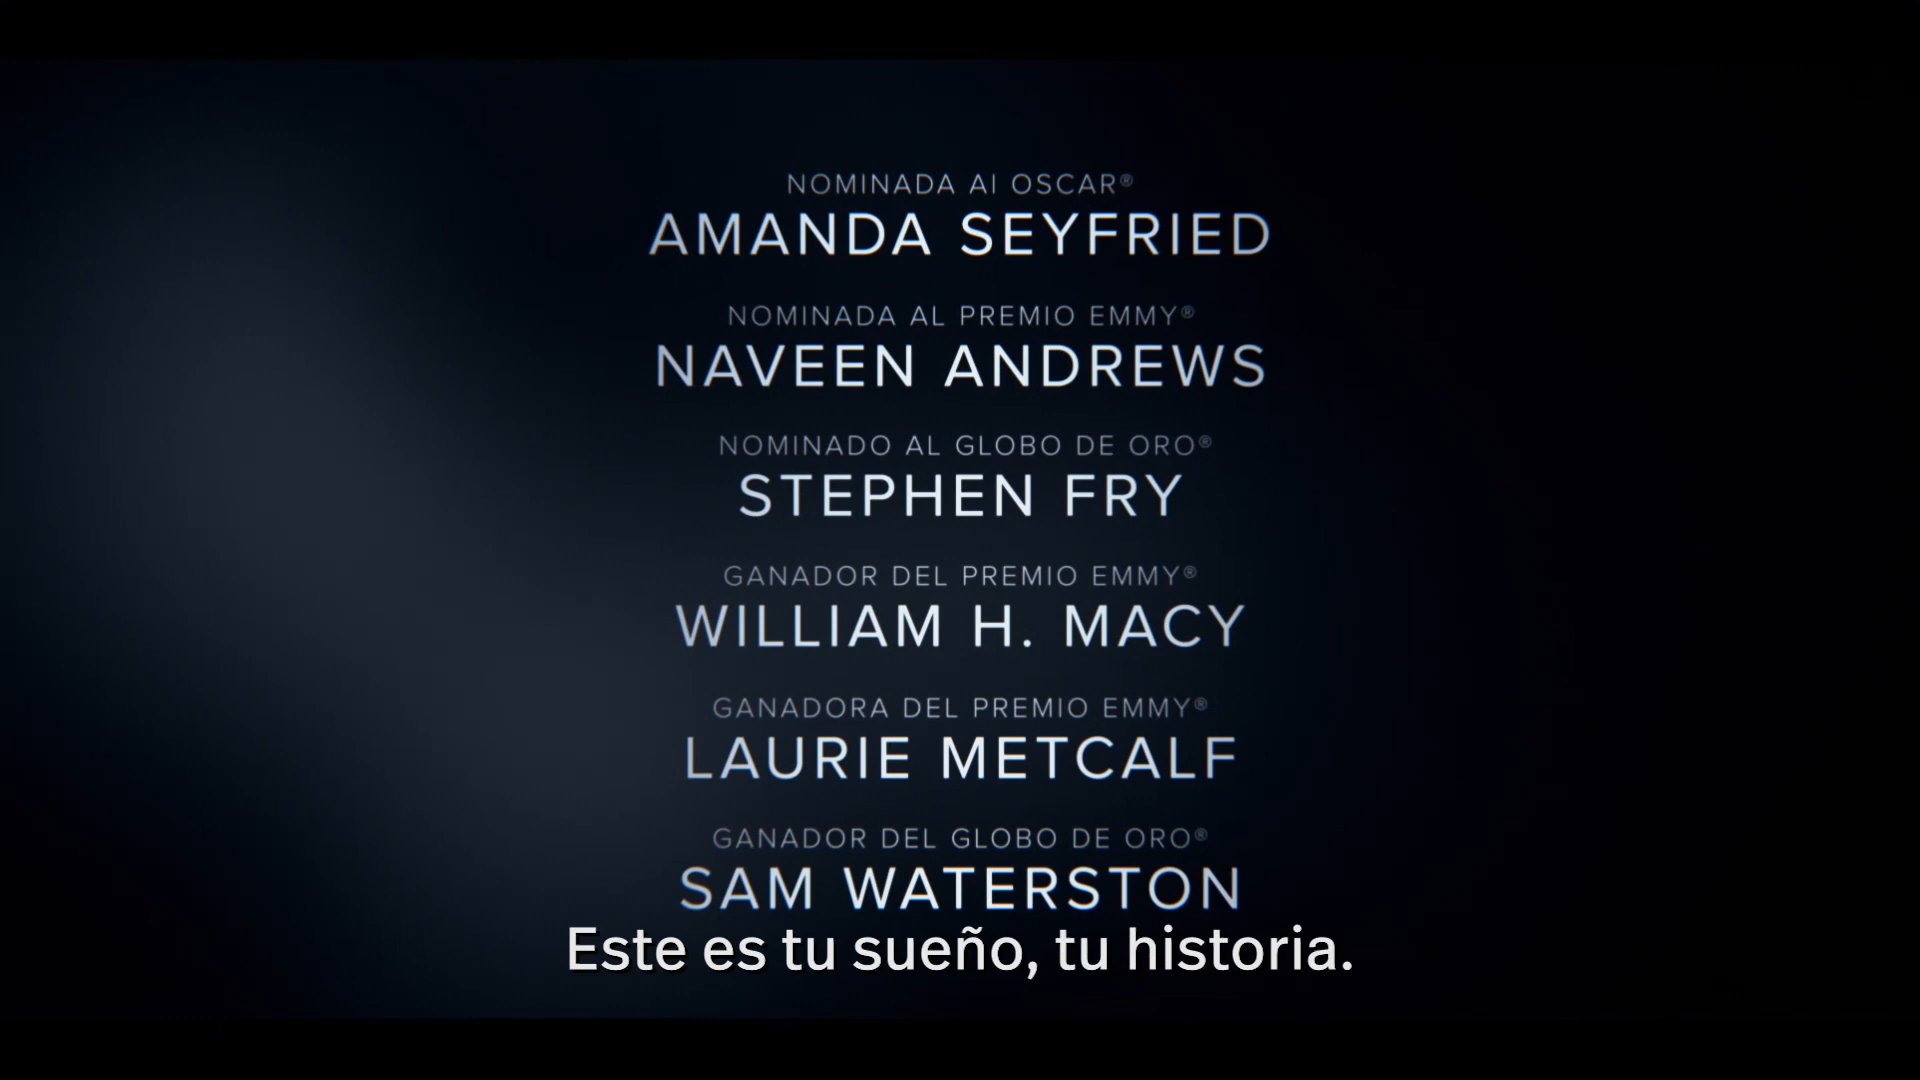 NOMINADA Al OSCAR®
AMANDA SEYFRIED
NOMINADA AL PREMIO EMMY®
NAVEEN ANDREWS
NOMINADO AL GLOBO DE ORO®
STEPHEN FRY
GANADOR DEL PREMIO EMMY®
WILLIAM H. MACY
GANADORA DEL PREMIO EMMY®
LAURIE METCALF
GANADOR DEL GLOBO DE ORO®
SAM WATERSTON
Este es tu sueño, tu historia.